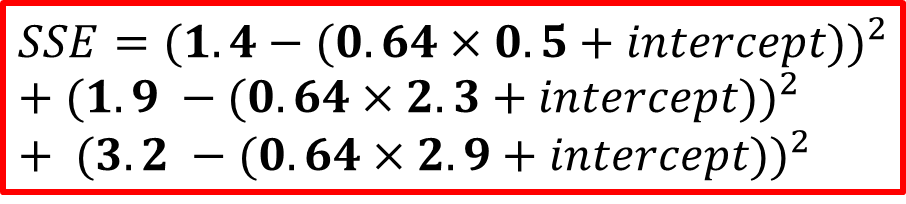 SSE = (1.4 − (0.64 × 0.5 + intercept))²
+ (1.9 − (0.64 × 2.3 + intercept))²
+ (3.2 − (0.64 × 2.9 + intercept))²